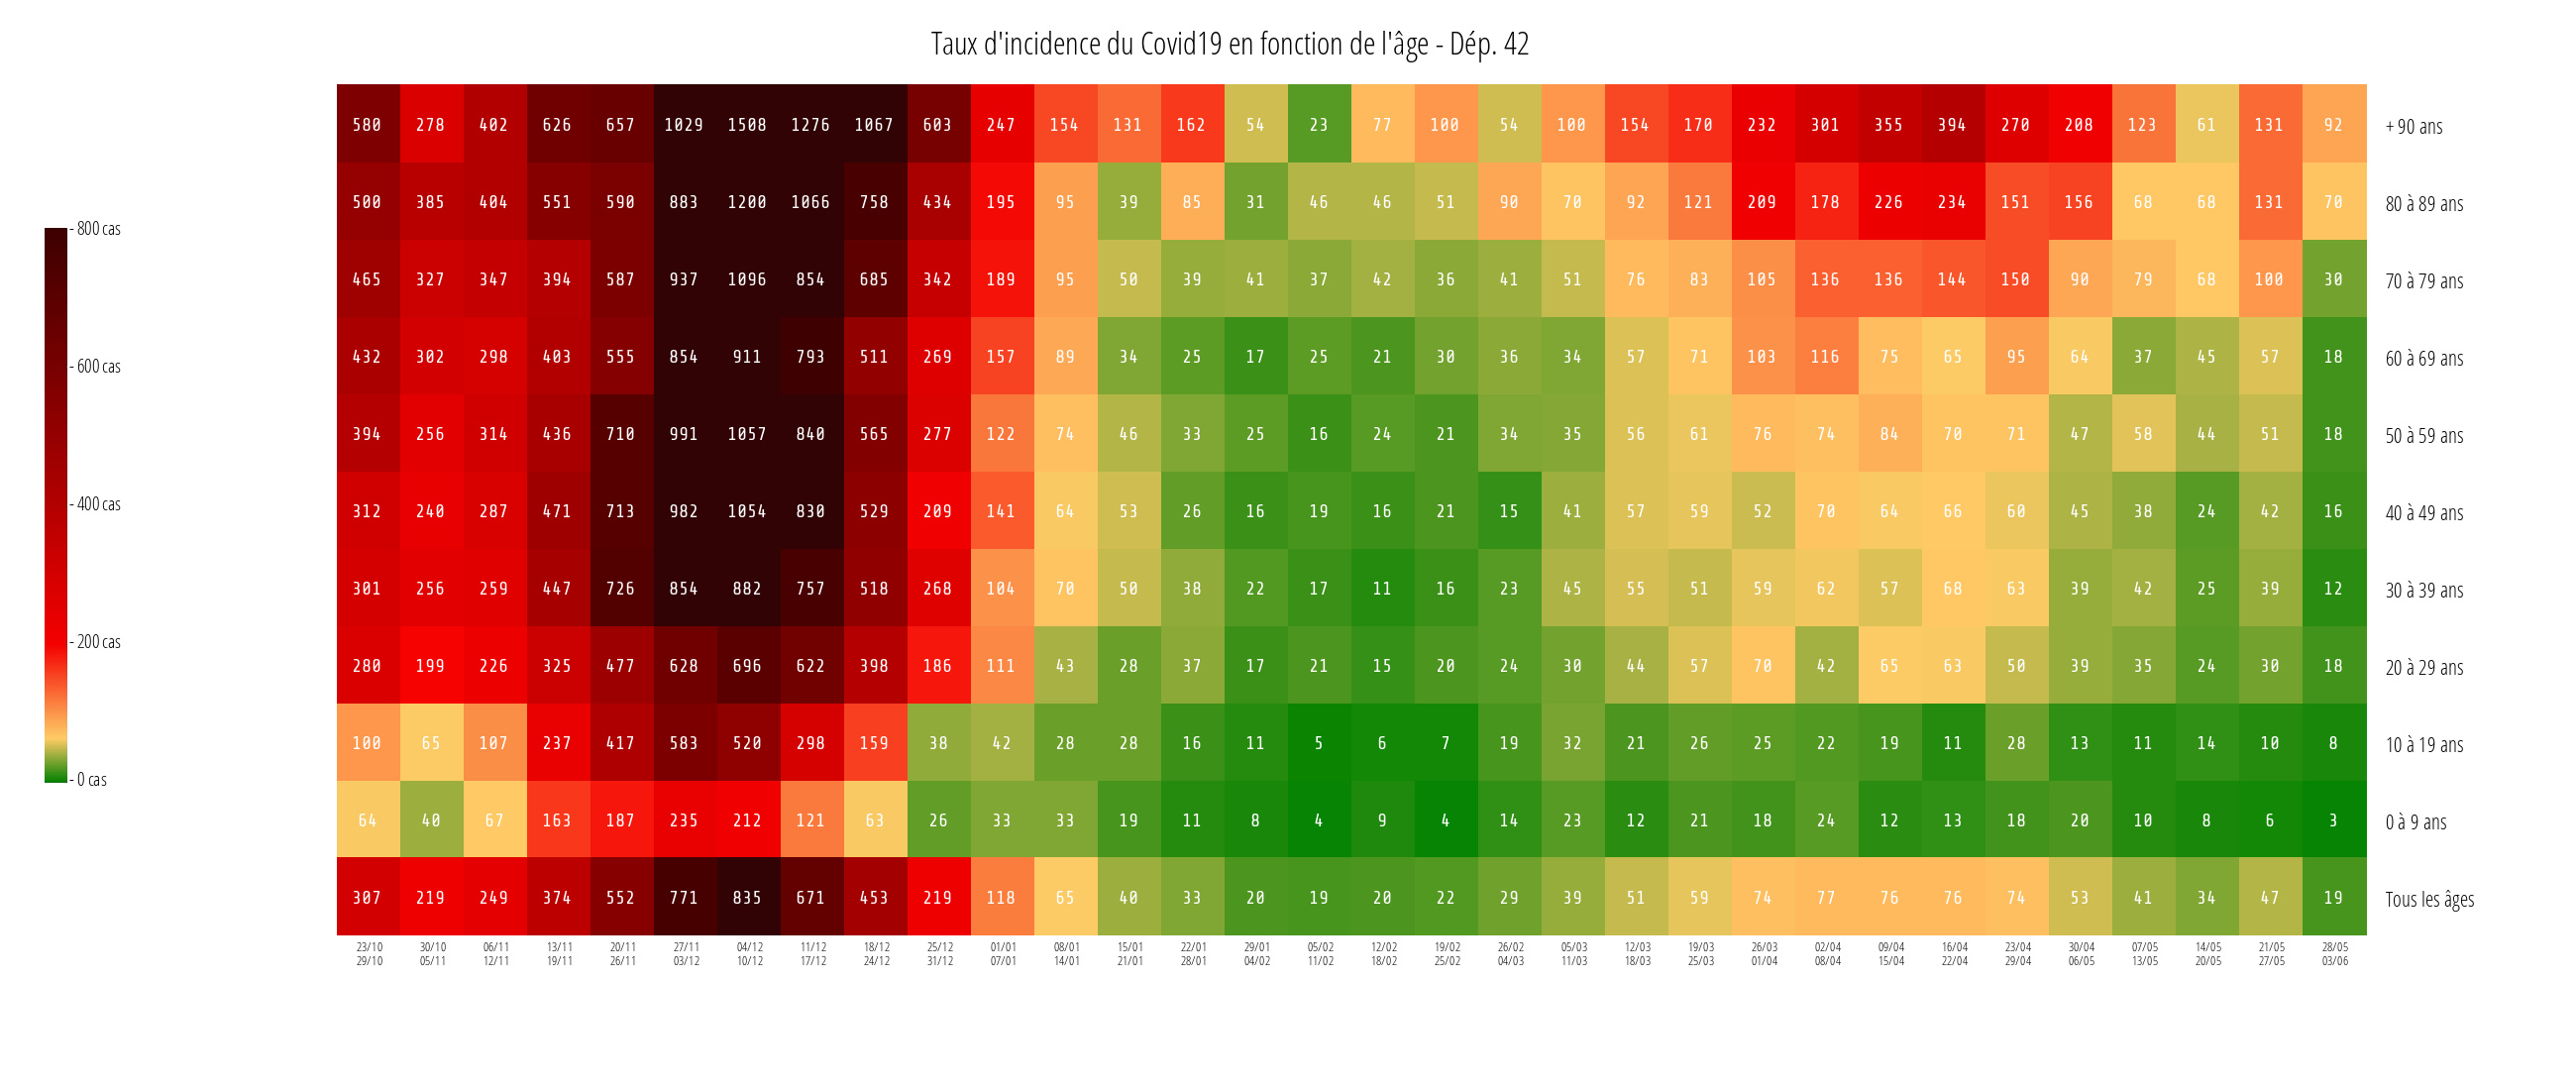 Taux d'incidence du Covid19 en fonction de l'âge - Dép. 42
- 800 cas
- 600 cas
- 400 cas
- 200 cas
- 0 cas
580 278 402 626 657 1029 1508 1276 1067 603 247 154 131 162 54 23 77 100 54 100 154 170 232 301 355 394 270 208 123 61 131 92 + 90 ans
500 385 404 551 590 883 1200 1066 758 434 195 95 39 85 31 46 46 51 90 70 92 121 209 178 226 234 151 156 68 68 131 70 80 à 89 ans
465 327 347 394 587 937 1096 854 685 342 189 95 50 39 41 37 42 36 41 51 76 83 105 136 136 144 150 90 79 68 100 30 70 à 79 ans
432 302 298 403 555 854 911 793 511 269 157 89 34 25 17 25 21 30 36 34 57 71 103 116 75 65 95 64 37 45 57 18 60 à 69 ans
394 256 314 436 710 991 1057 840 565 277 122 74 46 33 25 16 24 21 34 35 56 61 76 74 84 70 71 47 58 44 51 18 50 à 59 ans
312 240 287 471 713 982 1054 830 529 209 141 64 53 26 16 19 16 21 15 41 57 59 52 70 64 66 60 45 38 24 42 16 40 à 49 ans
301 256 259 447 726 854 882 757 518 268 104 70 50 38 22 17 11 16 23 45 55 51 59 62 57 68 63 39 42 25 39 12 30 à 39 ans
280 199 226 325 477 628 696 622 398 186 111 43 28 37 17 21 15 20 24 30 44 57 70 42 65 63 50 39 35 24 30 18 20 à 29 ans
100 65 107 237 417 583 520 298 159 38 42 28 28 16 11 5 6 7 19 32 21 26 25 22 19 11 28 13 11 14 10 8 10 à 19 ans
64 40 67 163 187 235 212 121 63 26 33 33 19 11 8 4 9 4 14 23 12 21 18 24 12 13 18 20 10 8 6 3 0 à 9 ans
307 219 249 374 552 771 835 671 453 219 118 65 40 33 20 19 20 22 29 39 51 59 74 77 76 76 74 53 41 34 47 19 Tous les âges
23/10 30/10 06/11 13/11 20/11 27/11 04/12 11/12 18/12 25/12 01/01 08/01 15/01 22/01 29/01 05/02 12/02 19/02 26/02 05/03 12/03 19/03 26/03 02/04 09/04 16/04 23/04 30/04 07/05 14/05 21/05 28/05
29/10 05/11 12/11 19/11 26/11 03/12 10/12 17/12 24/12 31/12 07/01 14/01 21/01 28/01 04/02 11/02 18/02 25/02 04/03 11/03 18/03 25/03 01/04 08/04 15/04 22/04 29/04 06/05 13/05 20/05 27/05 03/06